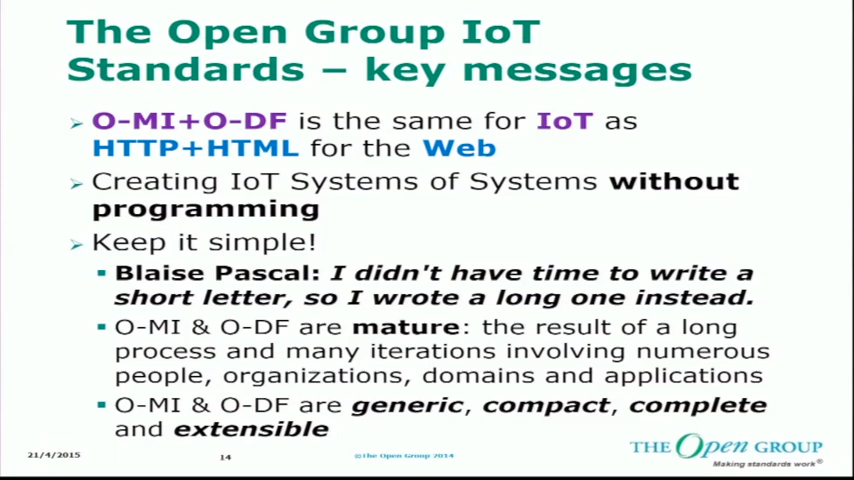 The Open Group IoT
Standards – key messages
➢ O-MI+O-DF is the same for IoT as
HTTP+HTML for the Web
➢ Creating IoT Systems of Systems without
programming
➢ Keep it simple!
▪ Blaise Pascal: I didn't have time to write a
short letter, so I wrote a long one instead.
▪ O-MI & O-DF are mature: the result of a long
process and many iterations involving numerous
people, organizations, domains and applications
▪ O-MI & O-DF are generic, compact, complete
and extensible
21/4/2015 14 ©The Open Group 2014
THE Open GROUP
Making standards work®